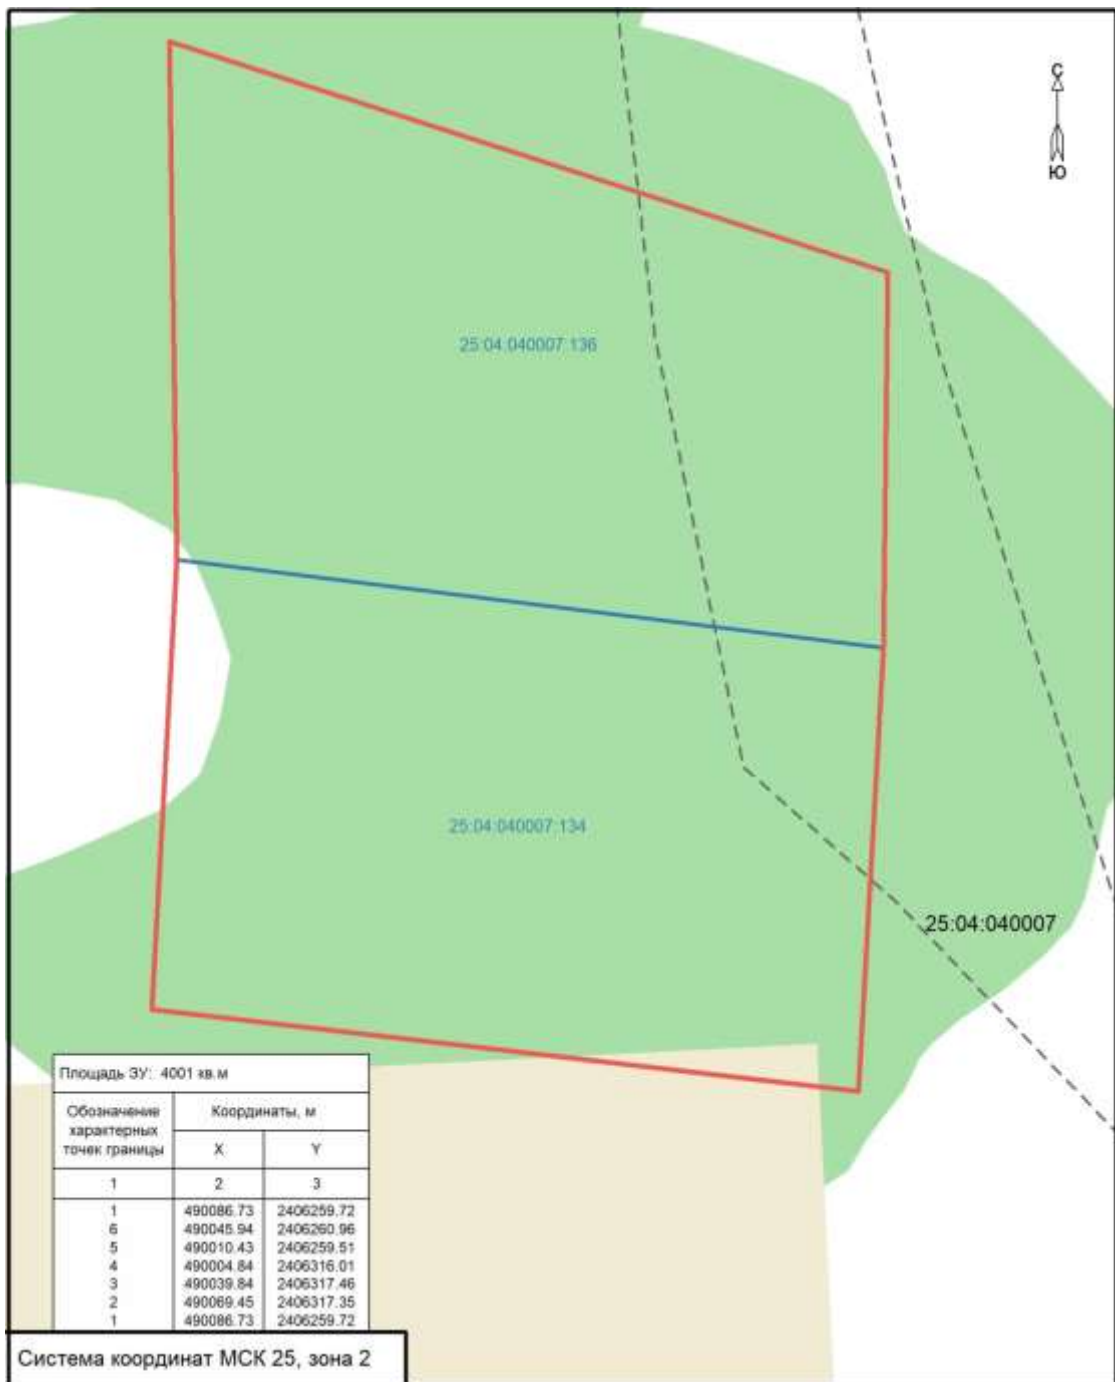 С
Ю
25:04:040007:136
25:04:040007:134
25:04:040007
Площадь ЗУ: 4001 кв.м
Обозначение характерных точек границы
Координаты, м
X Y
1 2 3
1 490086.73 2406259.72
6 490045.94 2406260.96
5 490010.43 2406259.51
4 490004.84 2406316.01
3 490039.84 2406317.46
2 490069.45 2406317.35
1 490086.73 2406259.72
Система координат МСК 25, зона 2